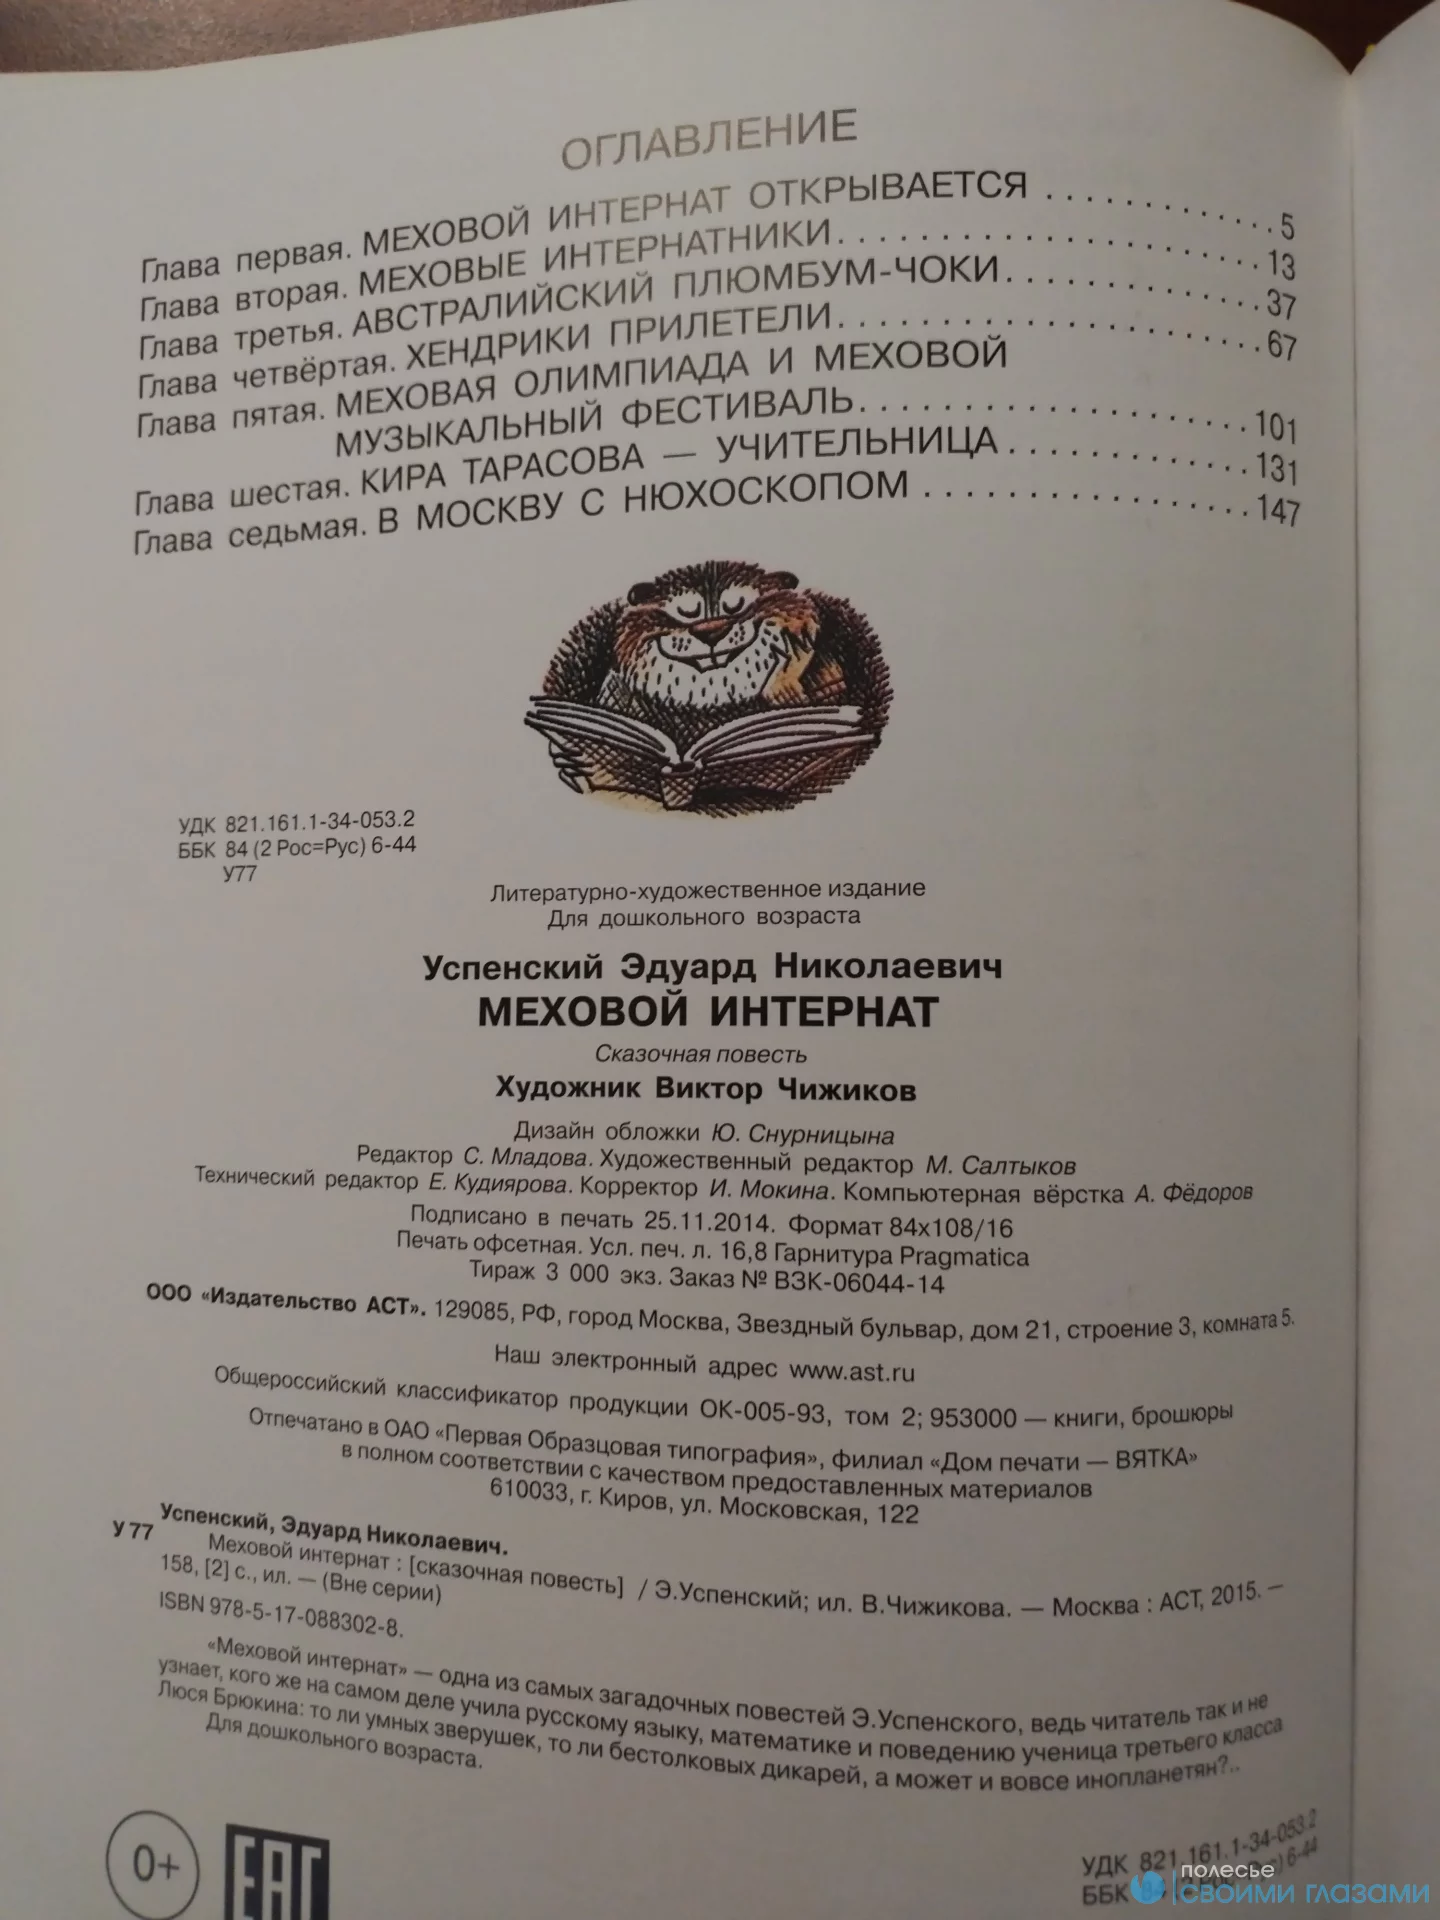 ОГЛАВЛЕНИЕ
Глава первая. МЕХОВОЙ ИНТЕРНАТ ОТКРЫВАЕТСЯ . . . . . . . . . . . . . 5
Глава вторая. МЕХОВЫЕ ИНТЕРНАТНИКИ. . . . . . . . . . . . . . . . . . . . . 13
Глава третья. АВСТРАЛИЙСКИЙ ПЛЮМБУМ-ЧОКИ. . . . . . . . . . . . . 37
Глава четвёртая. ХЕНДРИКИ ПРИЛЕТЕЛИ. . . . . . . . . . . . . . . . . . . . 67
Глава пятая. МЕХОВАЯ ОЛИМПИАДА И МЕХОВОЙ
МУЗЫКАЛЬНЫЙ ФЕСТИВАЛЬ. . . . . . . . . . . . . . . . . . . 101
Глава шестая. КИРА ТАРАСОВА — УЧИТЕЛЬНИЦА . . . . . . . . . . . . 131
Глава седьмая. В МОСКВУ С НЮХОСКОПОМ . . . . . . . . . . . . . . . . 147
УДК 821.161.1-34-053.2
ББК 84 (2 Рос=Рус) 6-44
У77
Литературно-художественное издание
Для дошкольного возраста
Успенский Эдуард Николаевич
МЕХОВОЙ ИНТЕРНАТ
Сказочная повесть
Художник Виктор Чижиков
Дизайн обложки Ю. Снурницына
Редактор С. Младова. Художественный редактор М. Салтыков
Технический редактор Е. Кудиярова. Корректор И. Мокина. Компьютерная вёрстка А. Фёдоров
Подписано в печать 25.11.2014. Формат 84x108/16
Печать офсетная. Усл. печ. л. 16,8 Гарнитура Pragmatica
Тираж 3 000 экз. Заказ № ВЗК-06044-14
ООО «Издательство АСТ». 129085, РФ, город Москва, Звездный бульвар, дом 21, строение 3, комната 5.
Наш электронный адрес www.ast.ru
Общероссийский классификатор продукции ОК-005-93, том 2; 953000 — книги, брошюры
Отпечатано в ОАО «Первая Образцовая типография», филиал «Дом печати — ВЯТКА»
в полном соответствии с качеством предоставленных материалов
610033, г. Киров, ул. Московская, 122
Успенский, Эдуард Николаевич.
У 77 Меховой интернат : [сказочная повесть] / Э.Успенский; ил. В.Чижикова. — Москва : АСТ, 2015. —
158, [2] с., ил. — (Вне серии)
ISBN 978-5-17-088302-8.
«Меховой интернат» — одна из самых загадочных повестей Э.Успенского, ведь читатель так и не
узнает, кого же на самом деле учила русскому языку, математике и поведению ученица третьего класса
Люся Брюкина: то ли умных зверушек, то ли бестолковых дикарей, а может и вовсе инопланетян?..
Для дошкольного возраста.
0+
ЕАС
УДК 821.161.1-34-053.2
ББК 84 (2 Рос=Рус) 6-44
полесье
своими глазами